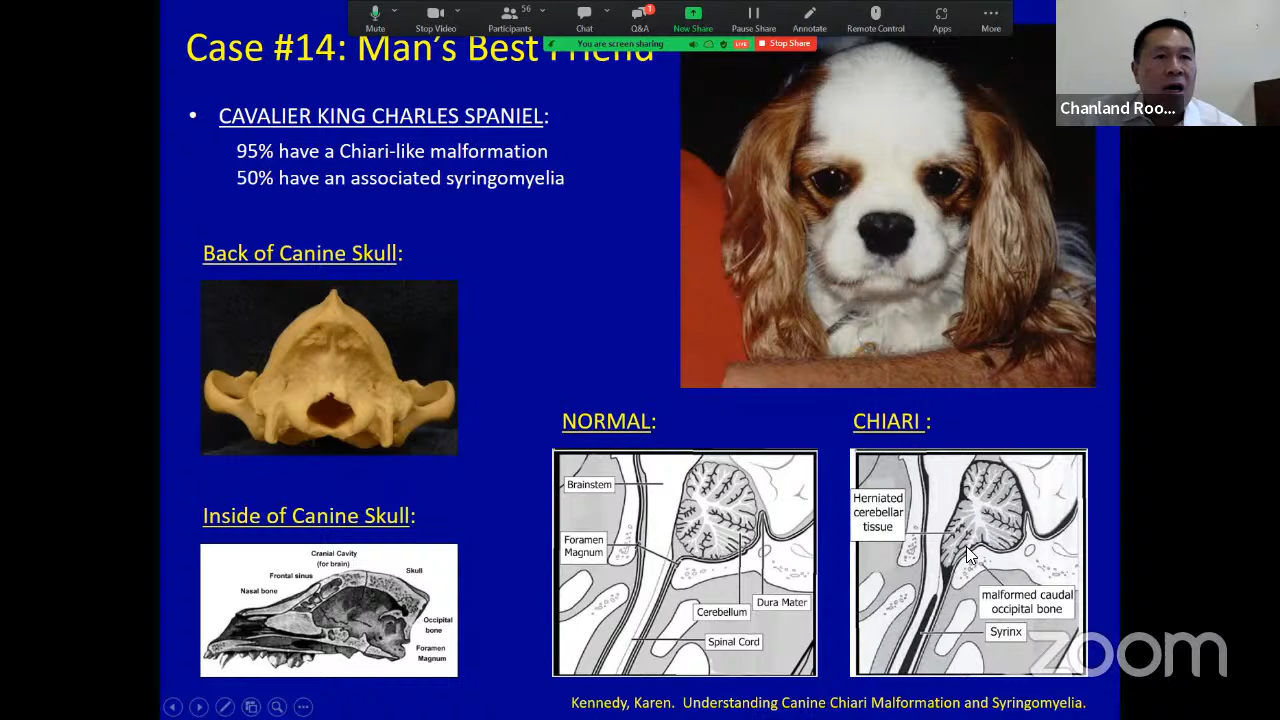 Mute
Stop Video
56
Participants
Chat
1
Q&A
New Share
Pause Share
Annotate
Remote Control
Apps
More
You are screen sharing
LIVE
Stop Share
Chanland Roo...
Case #14: Man's Best Friend
• CAVALIER KING CHARLES SPANIEL:
95% have a Chiari-like malformation
50% have an associated syringomyelia
Back of Canine Skull:
Inside of Canine Skull:
Cranial Cavity
(for brain)
Frontal sinus
Skull
Nasal bone
Occipital
bone
Foramen
Magnum
NORMAL:
Brainstem
Foramen
Magnum
Cerebellum
Dura Mater
Spinal Cord
CHIARI :
Herniated
cerebellar
tissue
malformed caudal
occipital bone
Syrinx
zoom
Kennedy, Karen. Understanding Canine Chiari Malformation and Syringomyelia.